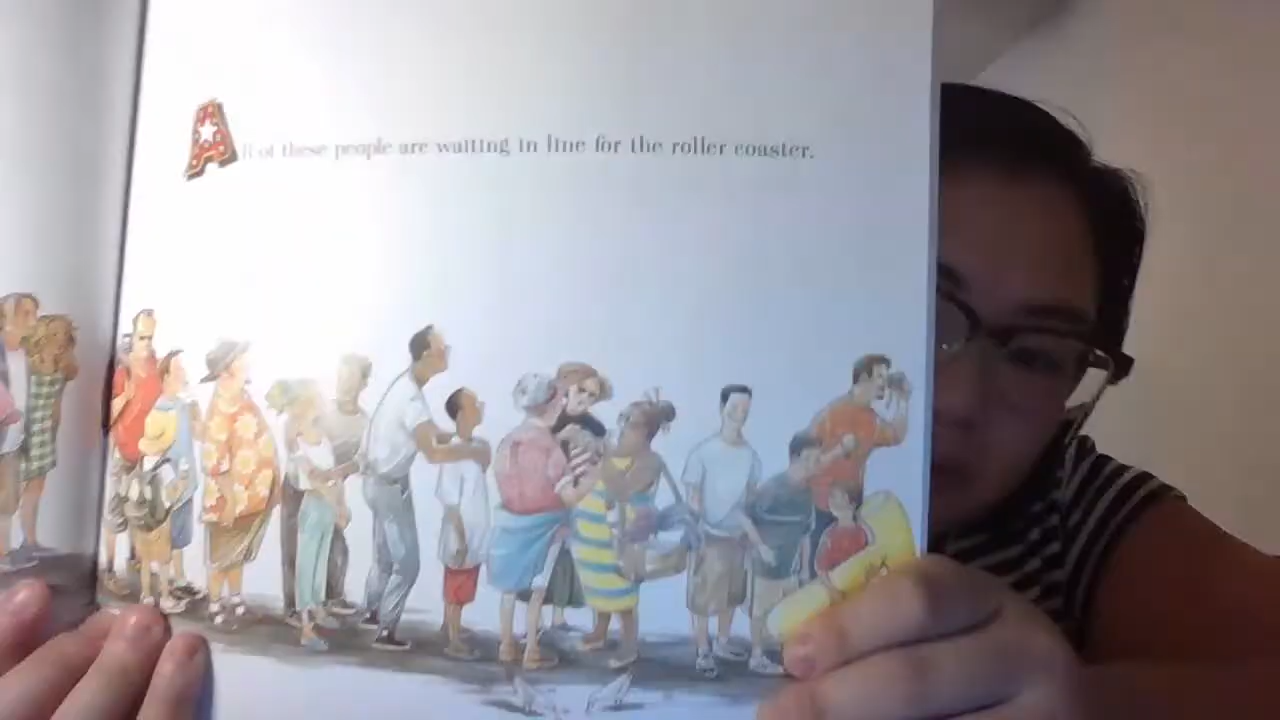 All of these people are waiting in line for the roller coaster.